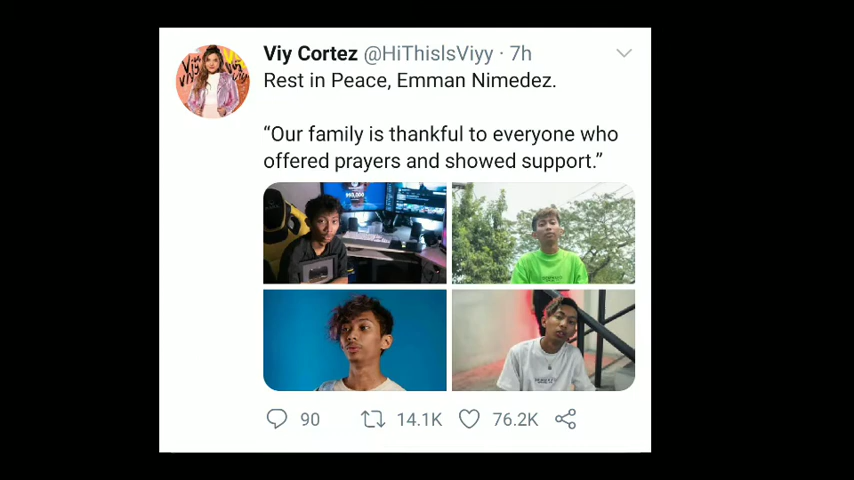 Viy Cortez @HiThisIsViyy · 7h
Rest in Peace, Emman Nimedez.
“Our family is thankful to everyone who
offered prayers and showed support.”
90 14.1K 76.2K